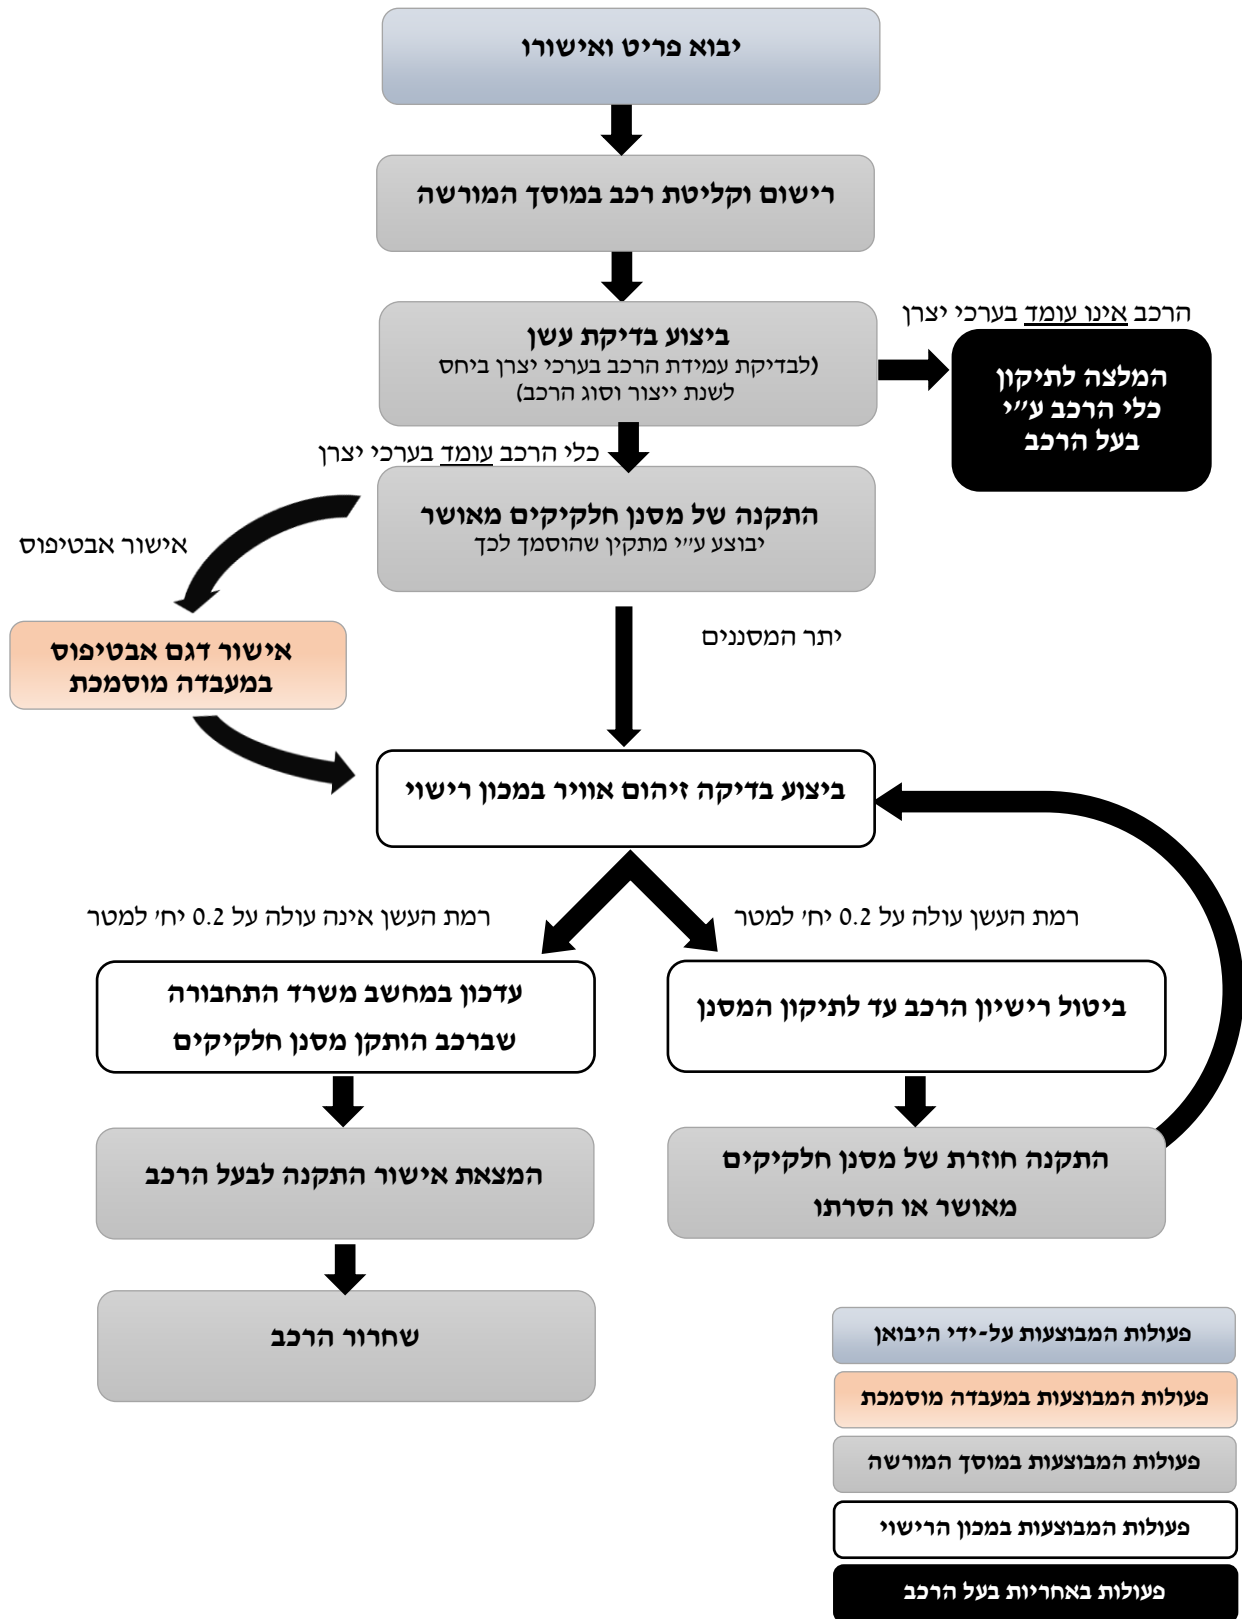 יבוא פריט ואישורו
רישום וקליטת רכב במוסך המורשה
ביצוע בדיקת עשן
(לבדיקת עמידת הרכב בערכי יצרן ביחס
לשנת ייצור וסוג הרכב)
הרכב אינו עומד בערכי יצרן
המלצה לתיקון
כלי הרכב ע״י
בעל הרכב
כלי הרכב עומד בערכי יצרן
התקנה של מסנן חלקיקים מאושר
יבוצע ע״י מתקין שהוסמך לכך
אישור אבטיפוס
אישור דגם אבטיפוס
במעבדה מוסמכת
יתר המסננים
ביצוע בדיקה זיהום אוויר במכון רישוי
רמת העשן עולה על 0.2 יח׳ למטר
רמת העשן אינה עולה על 0.2 יח׳ למטר
ביטול רישיון הרכב עד לתיקון המסנן
עדכון במחשב משרד התחבורה
שברכב הותקן מסנן חלקיקים
התקנה חוזרת של מסנן חלקיקים
מאושר או הסרתו
המצאת אישור התקנה לבעל הרכב
שחרור הרכב
פעולות המבוצעות על-ידי היבואן
פעולות המבוצעות במעבדה מוסמכת
פעולות המבוצעות במוסך המורשה
פעולות המבוצעות במכון הרישוי
פעולות באחריות בעל הרכב